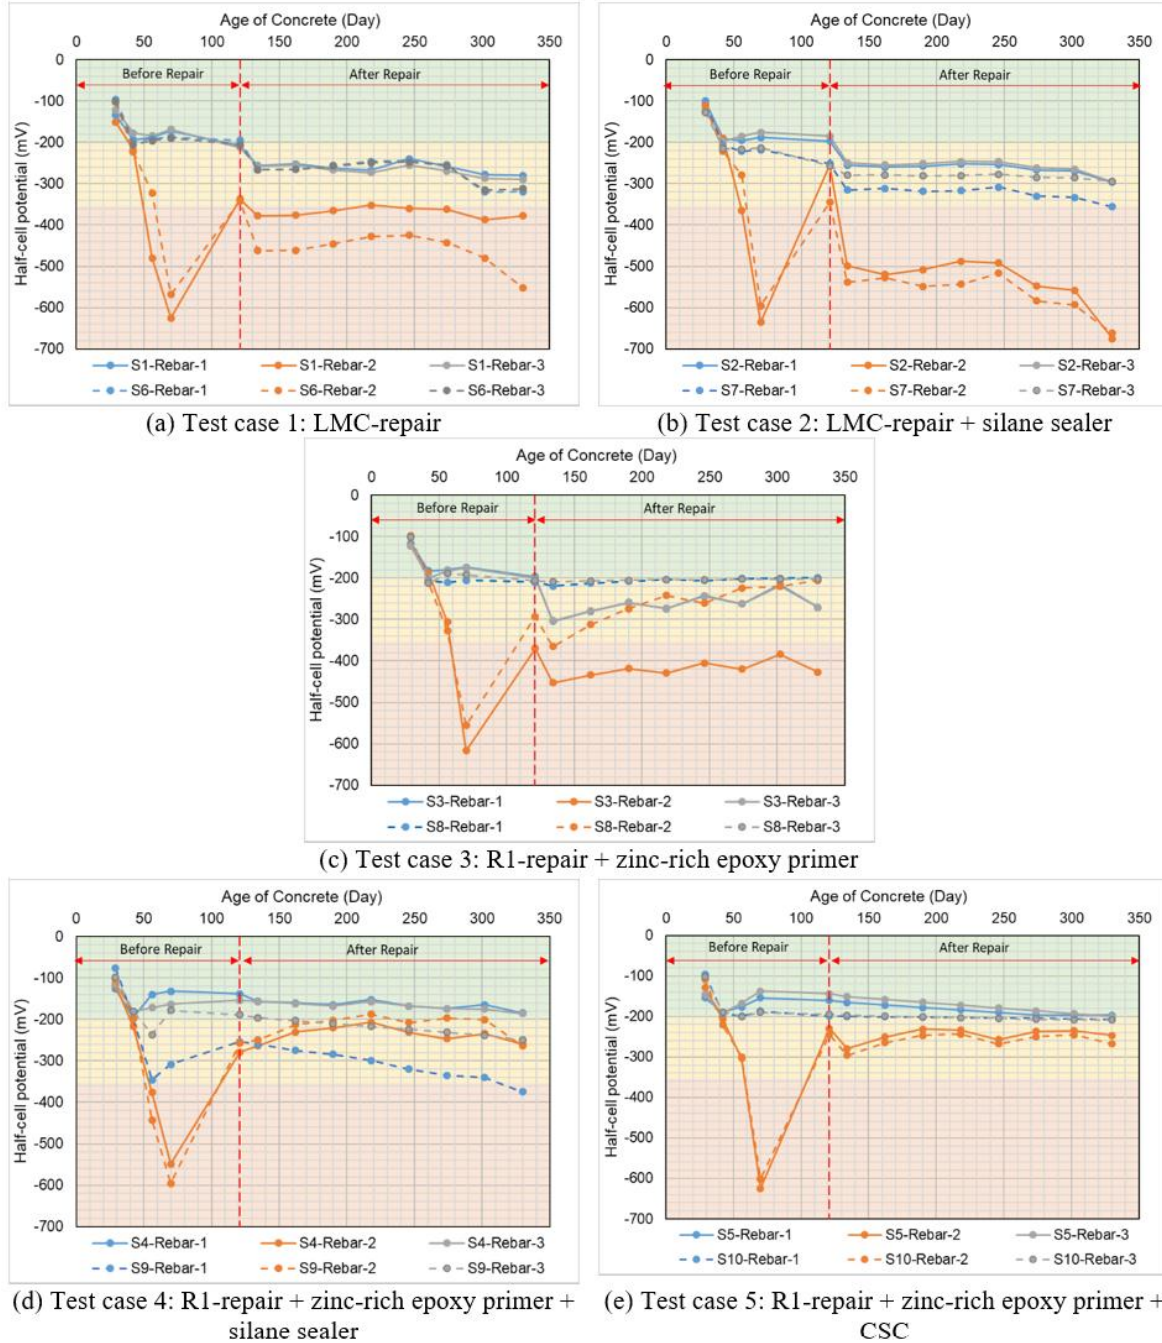 Age of Concrete (Day)
0 50 100 150 200 250 300 350
0
-100
-200
-300
-400
-500
-600
-700
Half-cell potential (mV)
Before Repair After Repair
S1-Rebar-1 S1-Rebar-2 S1-Rebar-3
S6-Rebar-1 S6-Rebar-2 S6-Rebar-3
(a) Test case 1: LMC-repair
Age of Concrete (Day)
0 50 100 150 200 250 300 350
0
-100
-200
-300
-400
-500
-600
-700
Half-cell potential (mV)
Before Repair After Repair
S2-Rebar-1 S2-Rebar-2 S2-Rebar-3
S7-Rebar-1 S7-Rebar-2 S7-Rebar-3
(b) Test case 2: LMC-repair + silane sealer
Age of Concrete (Day)
0 50 100 150 200 250 300 350
0
-100
-200
-300
-400
-500
-600
-700
Half-cell potential (mV)
Before Repair After Repair
S3-Rebar-1 S3-Rebar-2 S3-Rebar-3
S8-Rebar-1 S8-Rebar-2 S8-Rebar-3
(c) Test case 3: R1-repair + zinc-rich epoxy primer
Age of Concrete (Day)
0 50 100 150 200 250 300 350
0
-100
-200
-300
-400
-500
-600
-700
Half-cell potential (mV)
Before Repair After Repair
S4-Rebar-1 S4-Rebar-2 S4-Rebar-3
S9-Rebar-1 S9-Rebar-2 S9-Rebar-3
(d) Test case 4: R1-repair + zinc-rich epoxy primer +
silane sealer
Age of Concrete (Day)
0 50 100 150 200 250 300 350
0
-100
-200
-300
-400
-500
-600
-700
Half-cell potential (mV)
Before Repair After Repair
S5-Rebar-1 S5-Rebar-2 S5-Rebar-3
S10-Rebar-1 S10-Rebar-2 S10-Rebar-3
(e) Test case 5: R1-repair + zinc-rich epoxy primer +
CSC